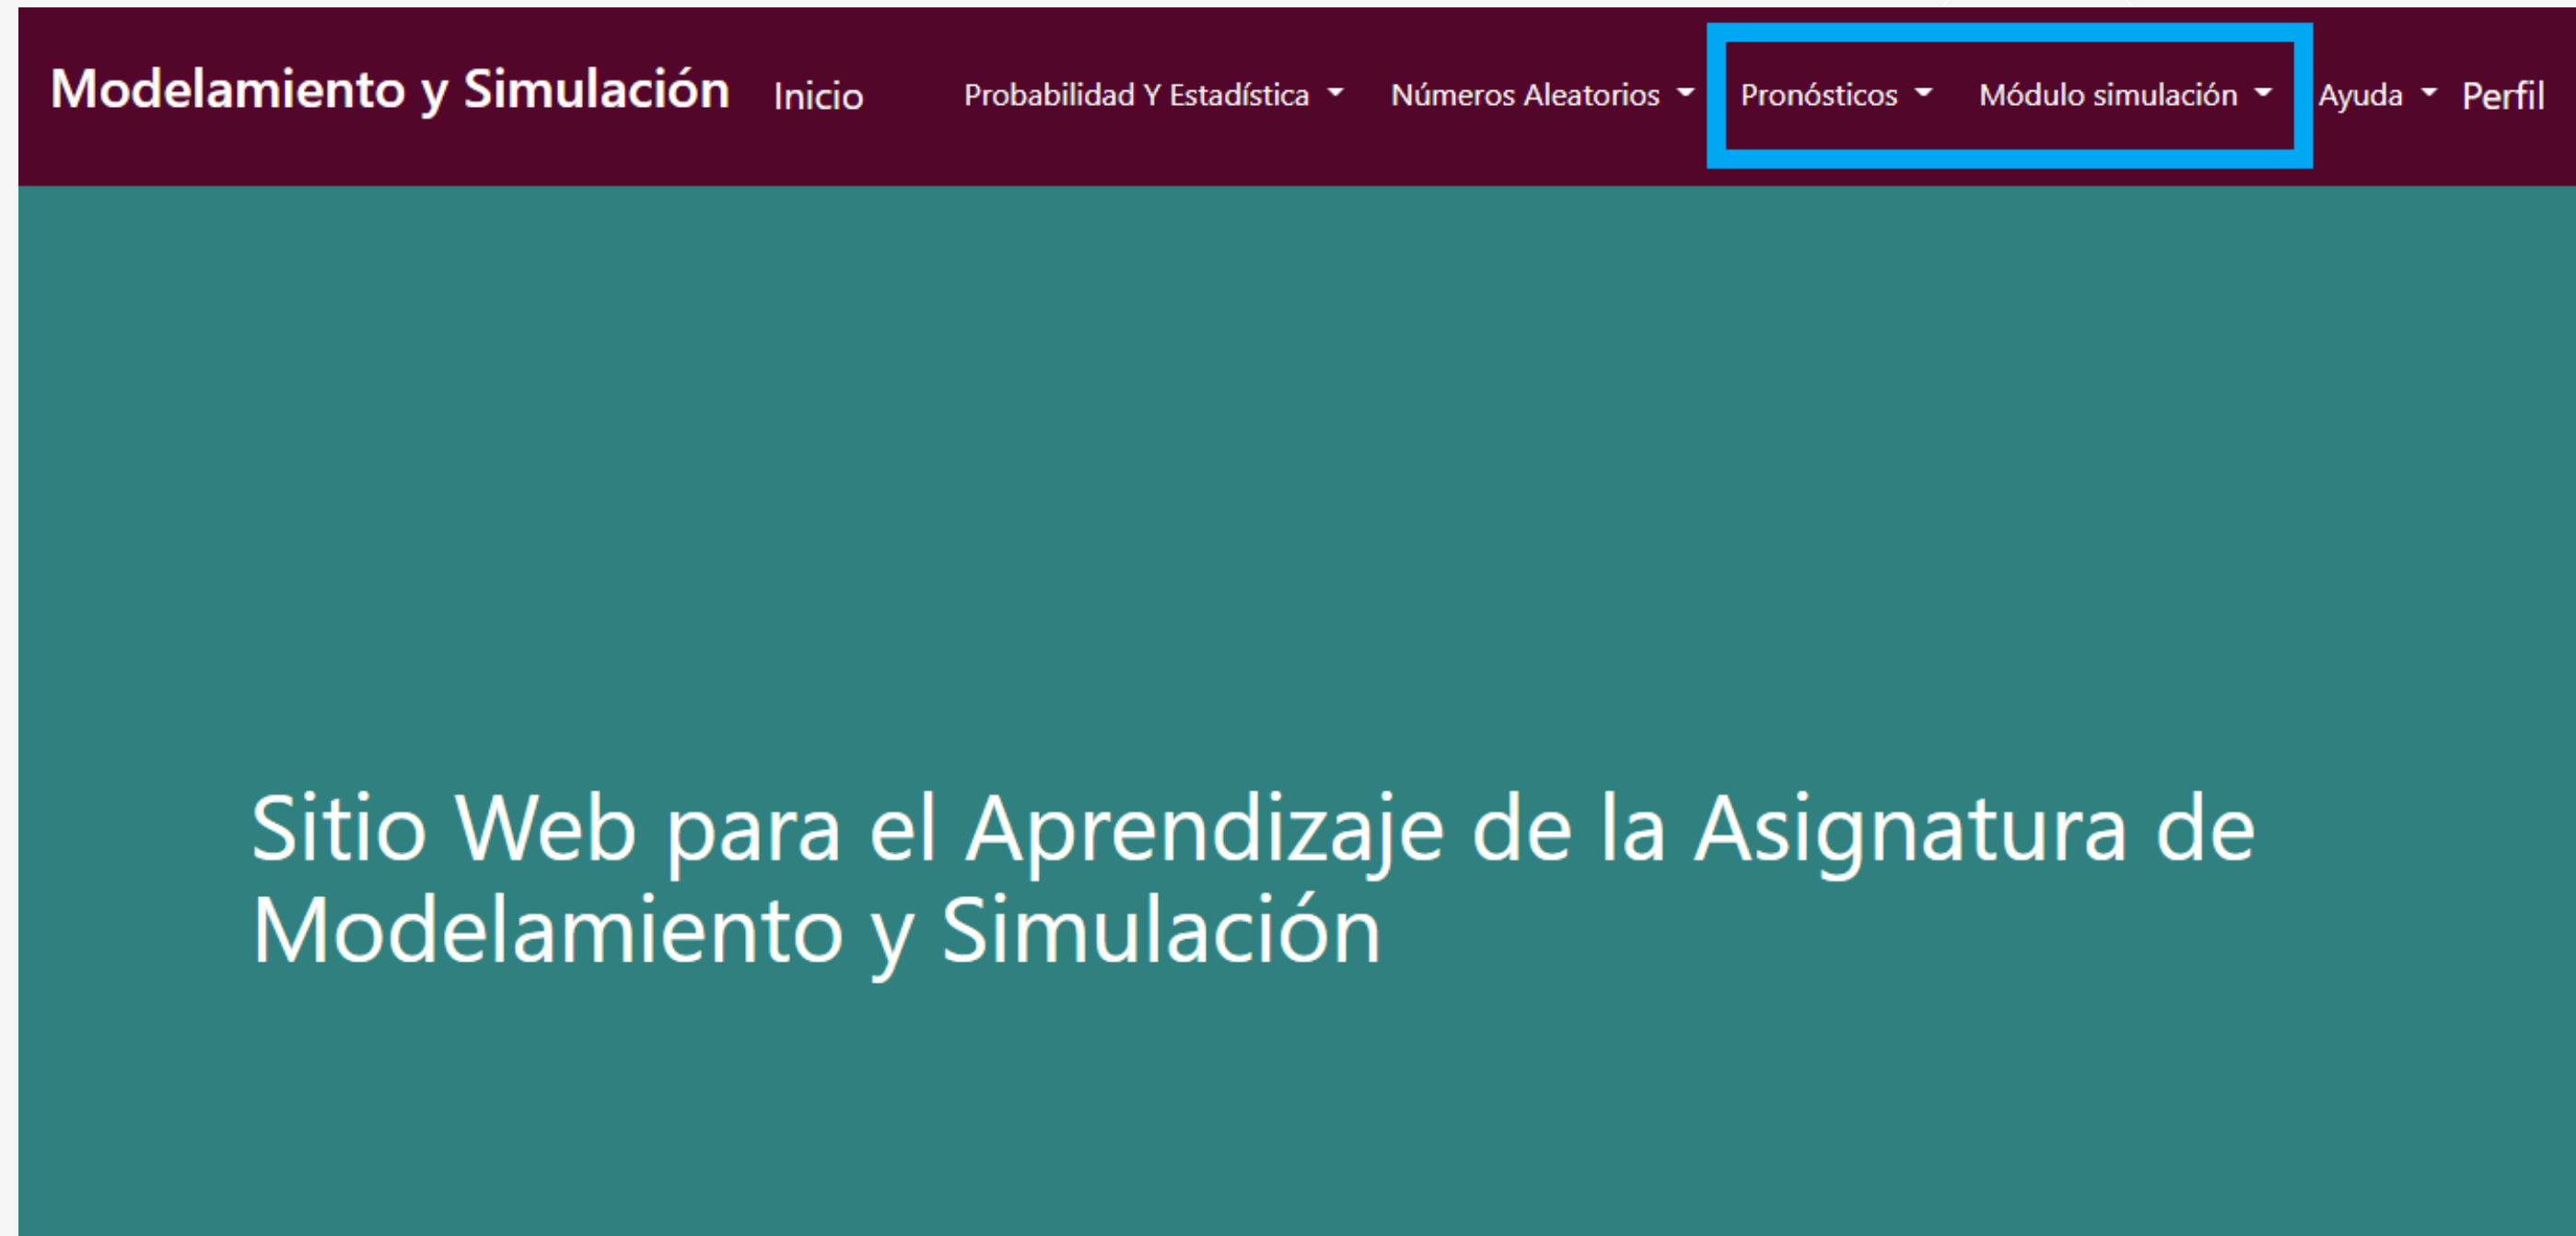 Modelamiento y Simulación Inicio Probabilidad Y Estadística Números Aleatorios Pronósticos Módulo simulación Ayuda Perfil
Sitio Web para el Aprendizaje de la Asignatura de
Modelamiento y Simulación